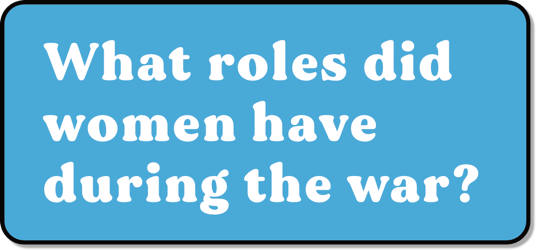 What roles did
women have
during the war?